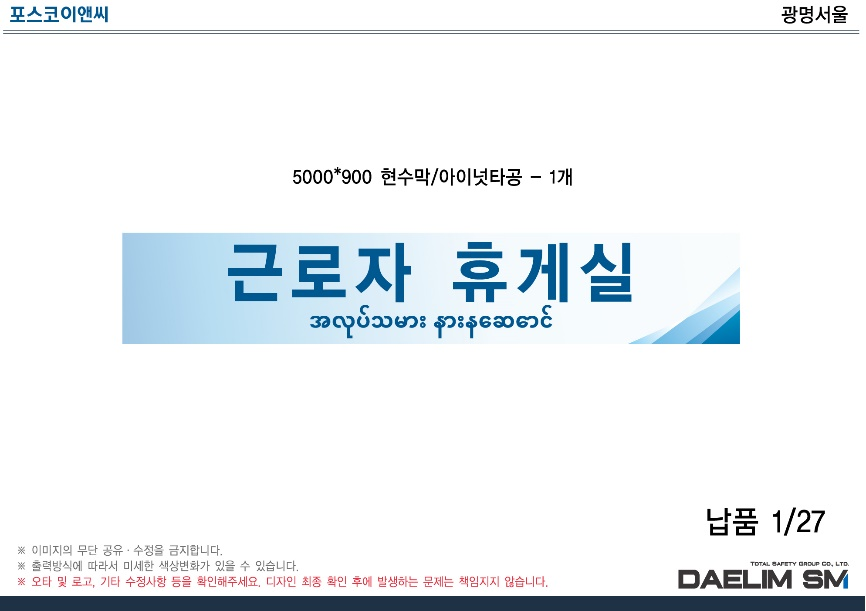 포스코이앤씨
광명서울
5000*900 현수막/아이넛타공 - 1개
근로자 휴게실
အလုပ်သမား နားနဆေဧာင်
납품 1/27
※ 이미지의 무단 공유·수정을 금지합니다.
※ 출력방식에 따라서 미세한 색상변화가 있을 수 있습니다.
※ 오타 및 로고, 기타 수정사항 등을 확인해주세요. 디자인 최종 확인 후에 발생하는 문제는 책임지지 않습니다.
TOTAL SAFETY GROUP CO., LTD.
DAELIM SM